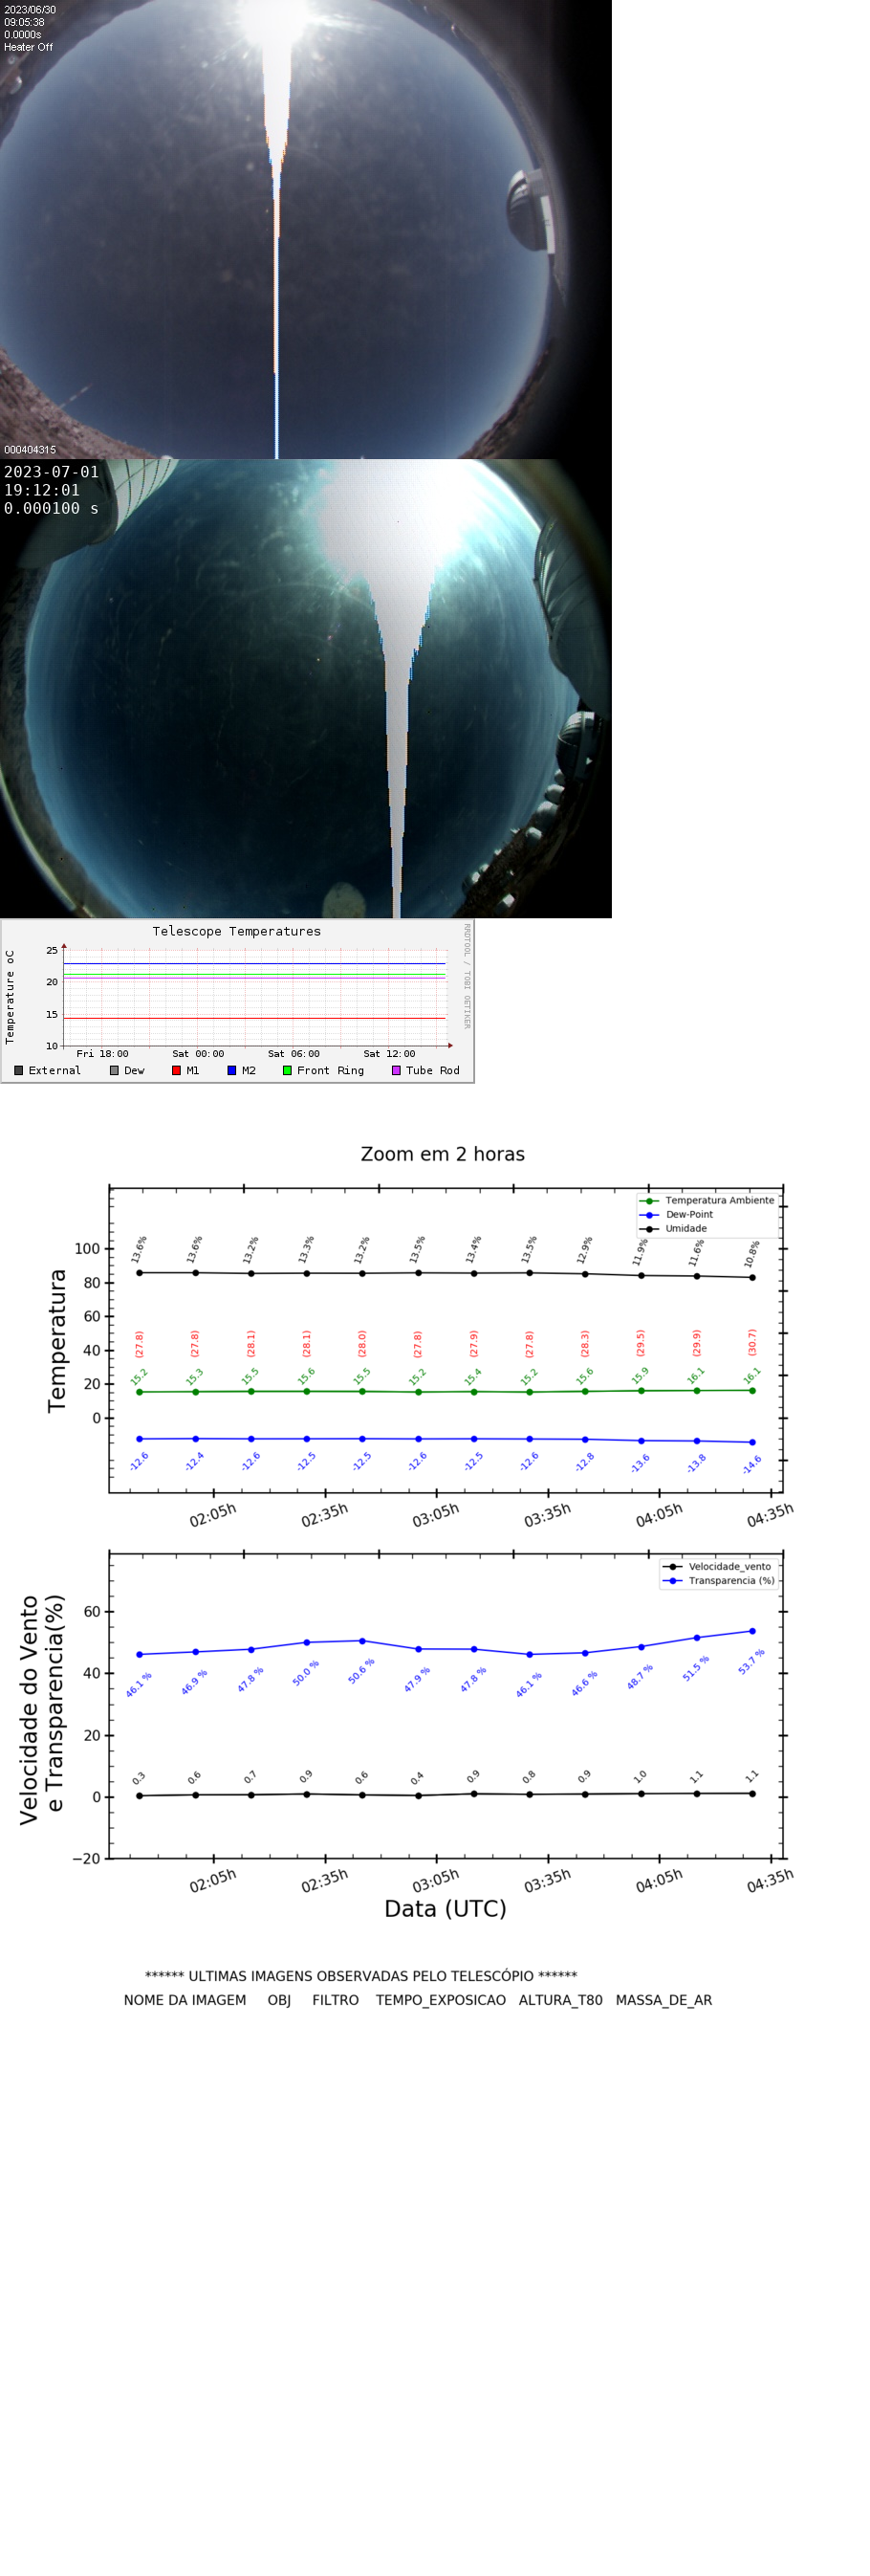 2023/06/30
09:05:38
0.0000s
Heater Off
000404315
2023-07-01
19:12:01
0.000100 s
Telescope Temperatures
RRDTOOL / TOBI OETIKER
Temperature oC
25
20
15
10
Fri 18:00 Sat 00:00 Sat 06:00 Sat 12:00
External Dew M1 M2 Front Ring Tube Rod
Zoom em 2 horas
Temperatura Ambiente
Dew-Point
Umidade
Temperatura
100
80
60
40
20
0
13.6% 13.6% 13.2% 13.3% 13.2% 13.5% 13.4% 13.5% 12.9% 11.9% 11.6% 10.8%
(27.8) (27.8) (28.1) (28.1) (28.0) (27.8) (27.9) (27.8) (28.3) (29.5) (29.9) (30.7)
15.2 15.3 15.5 15.6 15.5 15.2 15.4 15.2 15.6 15.9 16.1 16.1
-12.6 -12.4 -12.6 -12.5 -12.5 -12.6 -12.5 -12.6 -12.8 -13.6 -13.8 -14.6
02:05h 02:35h 03:05h 03:35h 04:05h 04:35h
Velocidade_vento
Transparencia (%)
Velocidade do Vento
e Transparencia(%)
60
40
20
0
−20
46.1 % 46.9 % 47.8 % 50.0 % 50.6 % 47.9 % 47.8 % 46.1 % 46.6 % 48.7 % 51.5 % 53.7 %
0.3 0.6 0.7 0.9 0.6 0.4 0.9 0.8 0.9 1.0 1.1 1.1
02:05h 02:35h 03:05h 03:35h 04:05h 04:35h
Data (UTC)
****** ULTIMAS IMAGENS OBSERVADAS PELO TELESCÓPIO ******
NOME DA IMAGEM OBJ FILTRO TEMPO_EXPOSICAO ALTURA_T80 MASSA_DE_AR